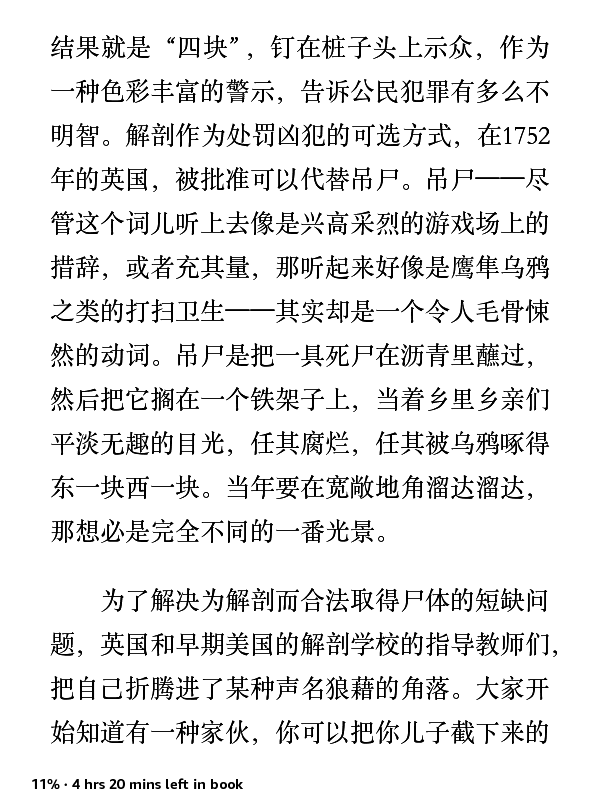 结果就是“四块”，钉在桩子头上示众，作为
一种色彩丰富的警示，告诉公民犯罪有多么不
明智。解剖作为处罚凶犯的可选方式，在1752
年的英国，被批准可以代替吊尸。吊尸——尽
管这个词儿听上去像是兴高采烈的游戏场上的
措辞，或者充其量，那听起来好像是鹰隼乌鸦
之类的打扫卫生——其实却是一个令人毛骨悚
然的动词。吊尸是把一具死尸在沥青里蘸过，
然后把它搁在一个铁架子上，当着乡里乡亲们
平淡无趣的目光，任其腐烂，任其被乌鸦啄得
东一块西一块。当年要在宽敞地角溜达溜达，
那想必是完全不同的一番光景。
为了解决为解剖而合法取得尸体的短缺问
题，英国和早期美国的解剖学校的指导教师们，
把自己折腾进了某种声名狼藉的角落。大家开
始知道有一种家伙，你可以把你儿子截下来的
11% · 4 hrs 20 mins left in book